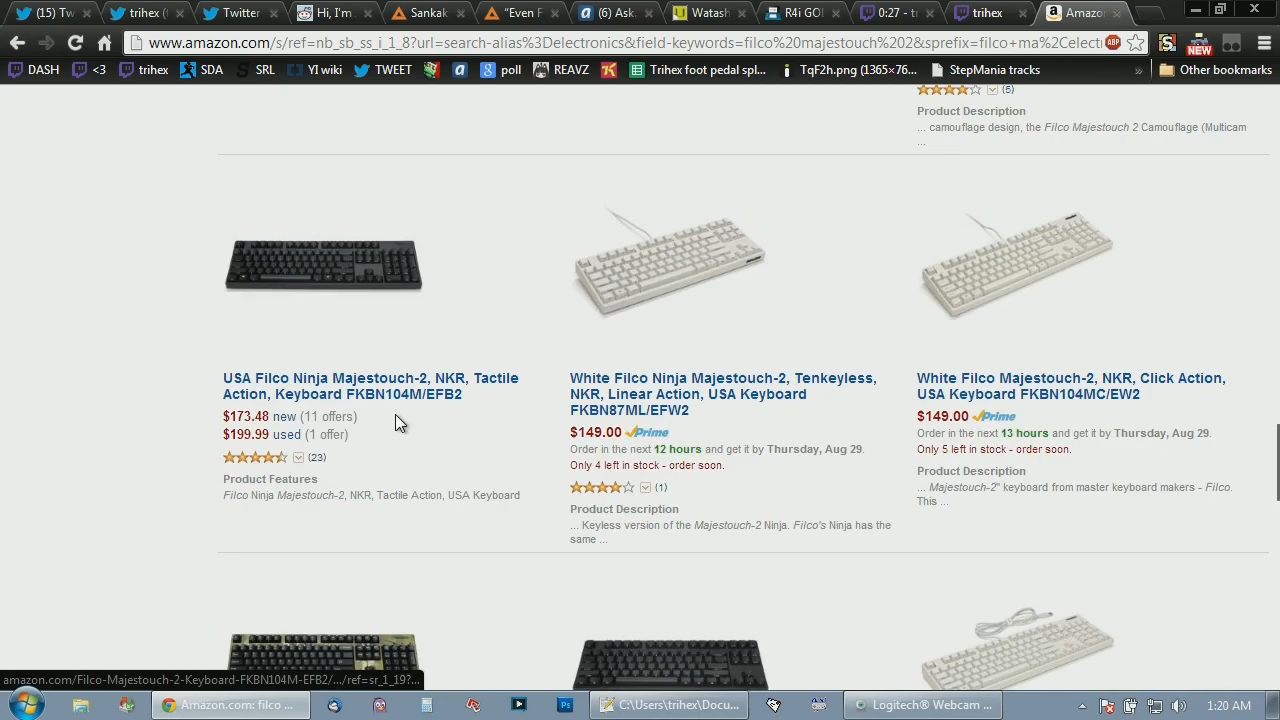 (15) Tw
trihex (
Twitter
Hi, I'm
Sankak
"Even F
(6) Ask
Watash
R4i GO
0:27 - tr
trihex
Amazo
www.amazon.com/s/ref=nb_sb_ss_i_1_8?url=search-alias%3Delectronics&field-keywords=filco%20majestouch%202&sprefix=filco+ma%2Celect
ABP
NEW
DASH
<3
trihex
SDA
SRL
YI wiki
TWEET
poll
REAVZ
Trihex foot pedal spl...
TqF2h.png (1365×76...
StepMania tracks
»
Other bookmarks
(5)
Product Description
... camouflage design, the Filco Majestouch 2 Camouflage (Multicam
...
USA Filco Ninja Majestouch-2, NKR, Tactile
Action, Keyboard FKBN104M/EFB2
$173.48 new (11 offers)
$199.99 used (1 offer)
(23)
Product Features
Filco Ninja Majestouch-2, NKR, Tactile Action, USA Keyboard
White Filco Ninja Majestouch-2, Tenkeyless,
NKR, Linear Action, USA Keyboard
FKBN87ML/EFW2
$149.00 Prime
Order in the next 12 hours and get it by Thursday, Aug 29.
Only 4 left in stock - order soon.
(1)
Product Description
... Keyless version of the Majestouch-2 Ninja. Filco's Ninja has the
same ...
White Filco Majestouch-2, NKR, Click Action,
USA Keyboard FKBN104MC/EW2
$149.00 Prime
Order in the next 13 hours and get it by Thursday, Aug 29.
Only 5 left in stock - order soon.
Product Description
... Majestouch-2" keyboard from master keyboard makers - Filco.
This ...
amazon.com/Filco-Majestouch-2-Keyboard-FKBN104M-EFB2/.../ref=sr_1_19?...
Amazon.com: filco ...
Ps
C:\Users\trihex\Docu...
Logitech® Webcam ...
1:20 AM